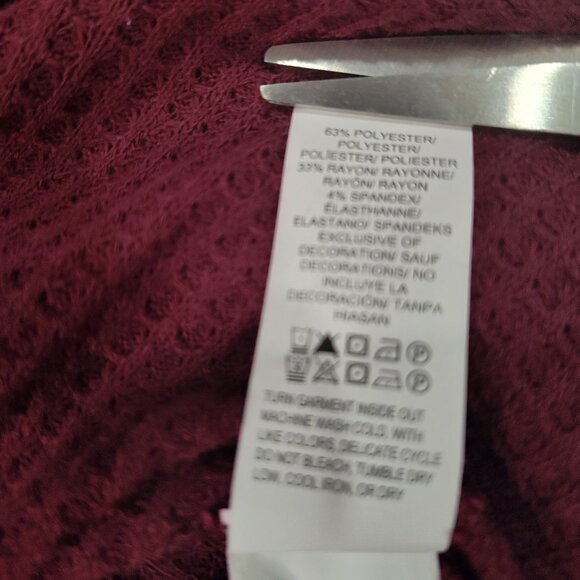 63% POLYESTER/
POLYESTER/
POLÍESTER/ POLIESTER
33% RAYON/ RAYONNE/
RAYÓN/ RAYON
4% SPANDEX/
ÉLASTHANNE/
ELASTANO/ SPANDEKS
EXCLUSIVE OF
DECORATION/ SAUF
DECORATIONS/ NO
INCLUYE LA
DECORACIÓN/ TANPA
HIASAN
TURN GARMENT INSIDE OUT
MACHINE WASH COLD, WITH
LIKE COLORS, DELICATE CYCLE
DO NOT BLEACH, TUMBLE DRY
LOW, COOL IRON, OR DRY